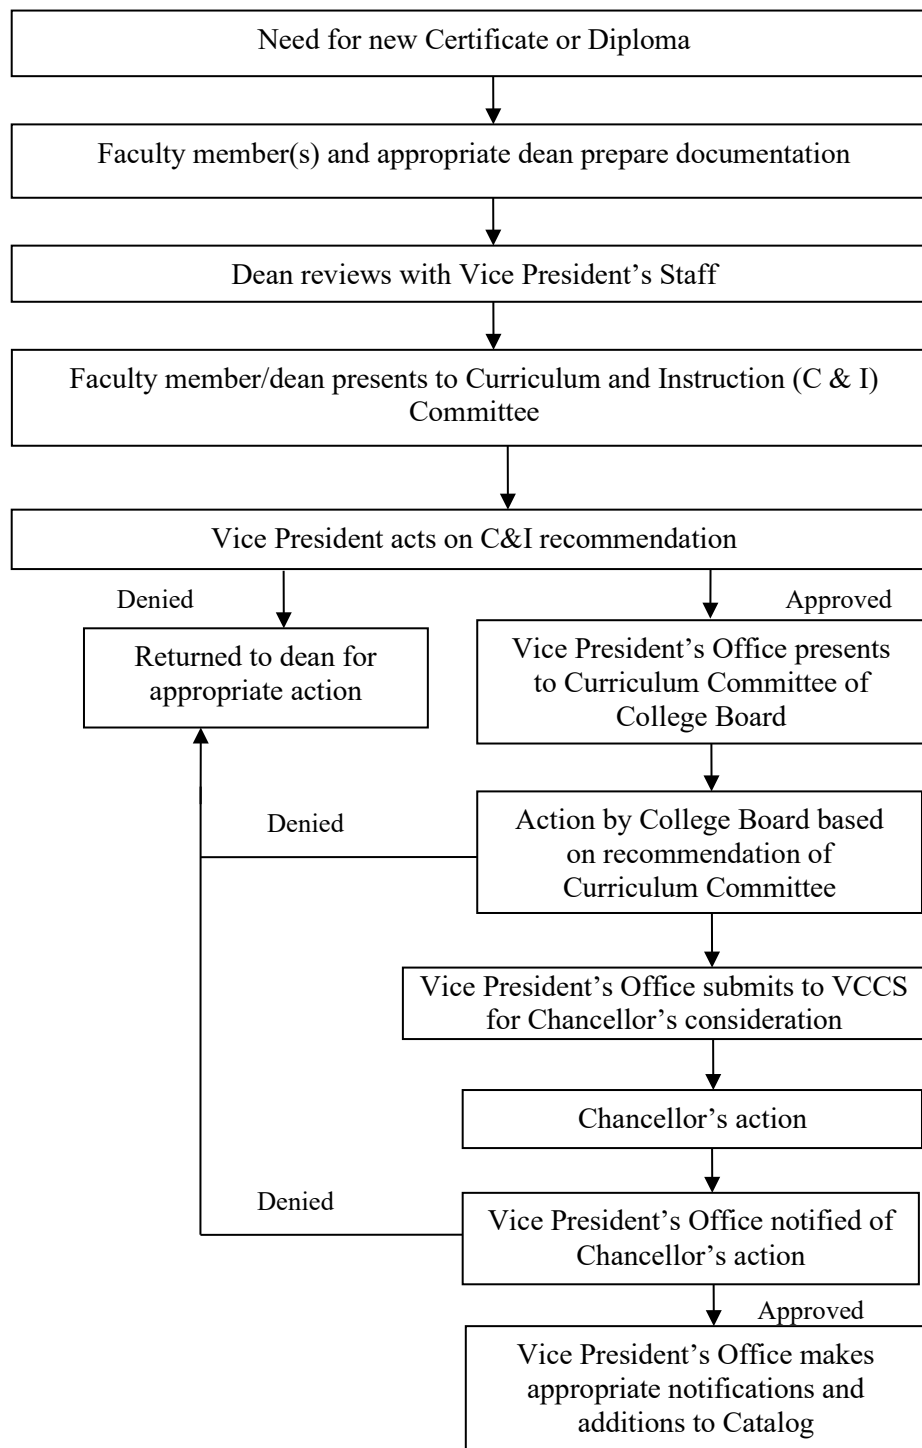 Need for new Certificate or Diploma
Faculty member(s) and appropriate dean prepare documentation
Dean reviews with Vice President’s Staff
Faculty member/dean presents to Curriculum and Instruction (C & I)
Committee
Vice President acts on C&I recommendation
Denied
Approved
Returned to dean for
appropriate action
Vice President’s Office presents
to Curriculum Committee of
College Board
Denied
Action by College Board based
on recommendation of
Curriculum Committee
Vice President’s Office submits to VCCS
for Chancellor’s consideration
Chancellor’s action
Denied
Vice President’s Office notified of
Chancellor’s action
Approved
Vice President’s Office makes
appropriate notifications and
additions to Catalog